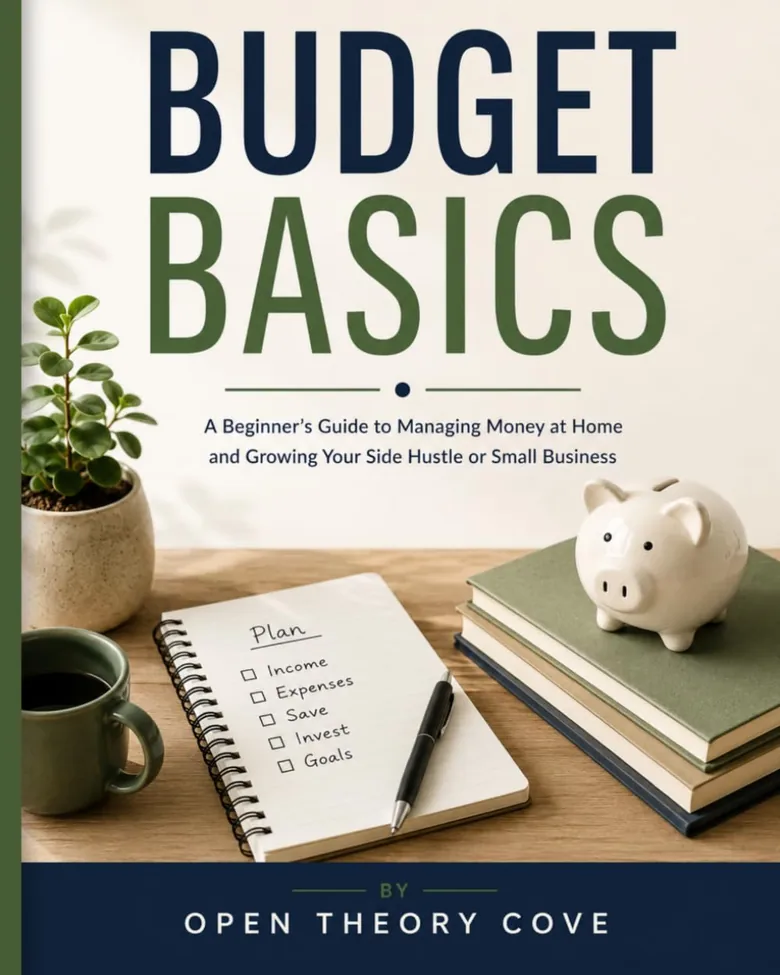 BUDGET
BASICS
A Beginner's Guide to Managing Money at Home
and Growing Your Side Hustle or Small Business
Plan
Income
Expenses
Save
Invest
Goals
BY
OPEN THEORY COVE